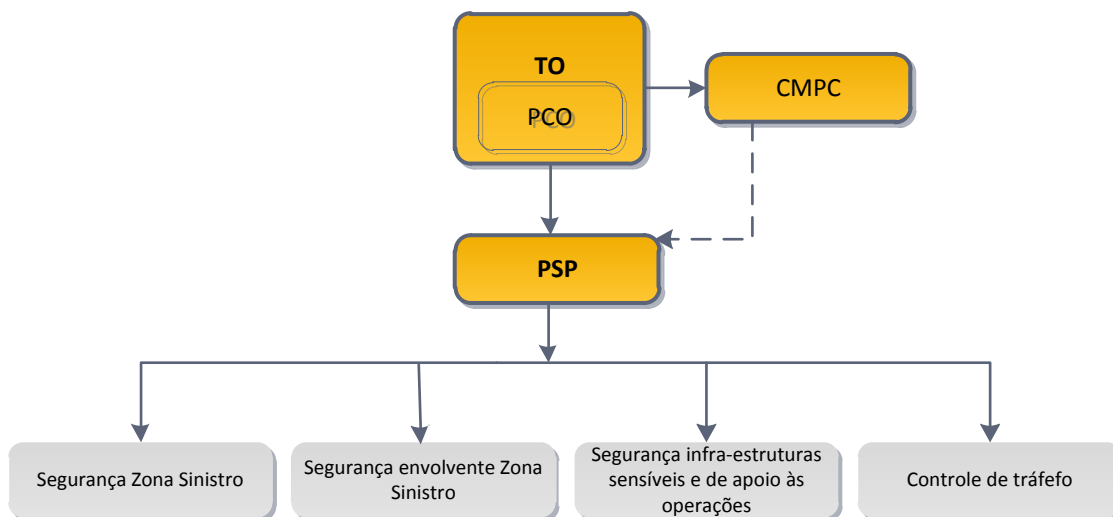 TO
PCO
CMPC
PSP
Segurança Zona Sinistro
Segurança envolvente Zona
Sinistro
Segurança infra-estruturas
sensíveis e de apoio às
operações
Controle de tráfefo